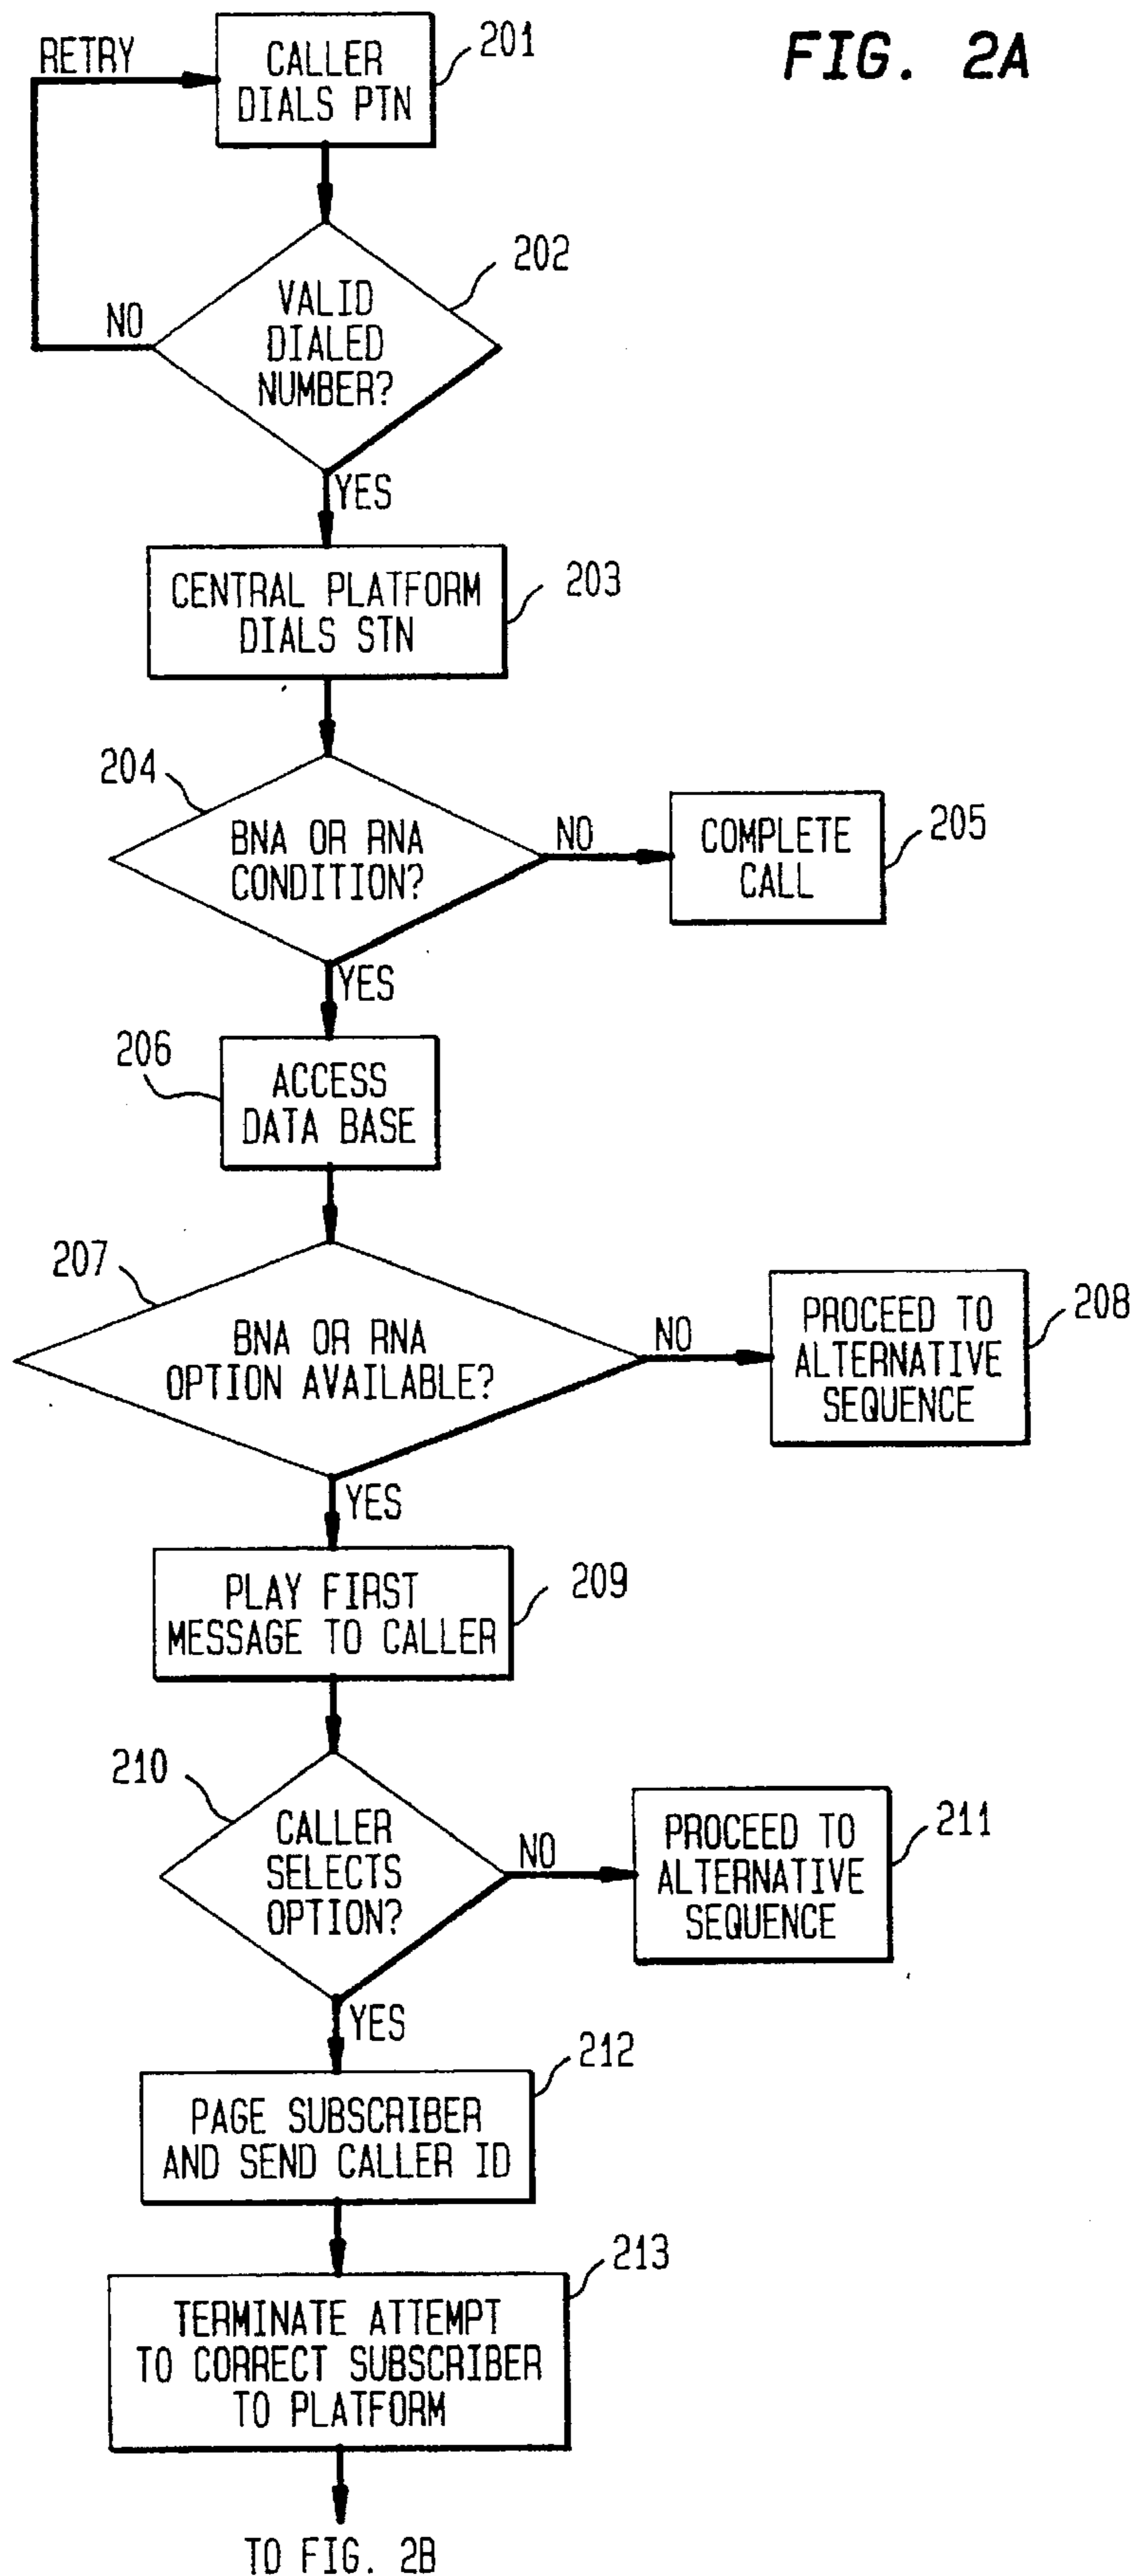 FIG. 2A
RETRY
CALLER
DIALS PTN
201
202
VALID
DIALED
NUMBER?
NO
YES
CENTRAL PLATFORM
DIALS STN
203
204
BNA OR RNA
CONDITION?
NO
COMPLETE
CALL
205
YES
206
ACCESS
DATA BASE
207
BNA OR RNA
OPTION AVAILABLE?
NO
PROCEED TO
ALTERNATIVE
SEQUENCE
208
YES
PLAY FIRST
MESSAGE TO CALLER
209
210
CALLER
SELECTS
OPTION?
NO
PROCEED TO
ALTERNATIVE
SEQUENCE
211
YES
212
PAGE SUBSCRIBER
AND SEND CALLER ID
213
TERMINATE ATTEMPT
TO CORRECT SUBSCRIBER
TO PLATFORM
TO FIG. 2B